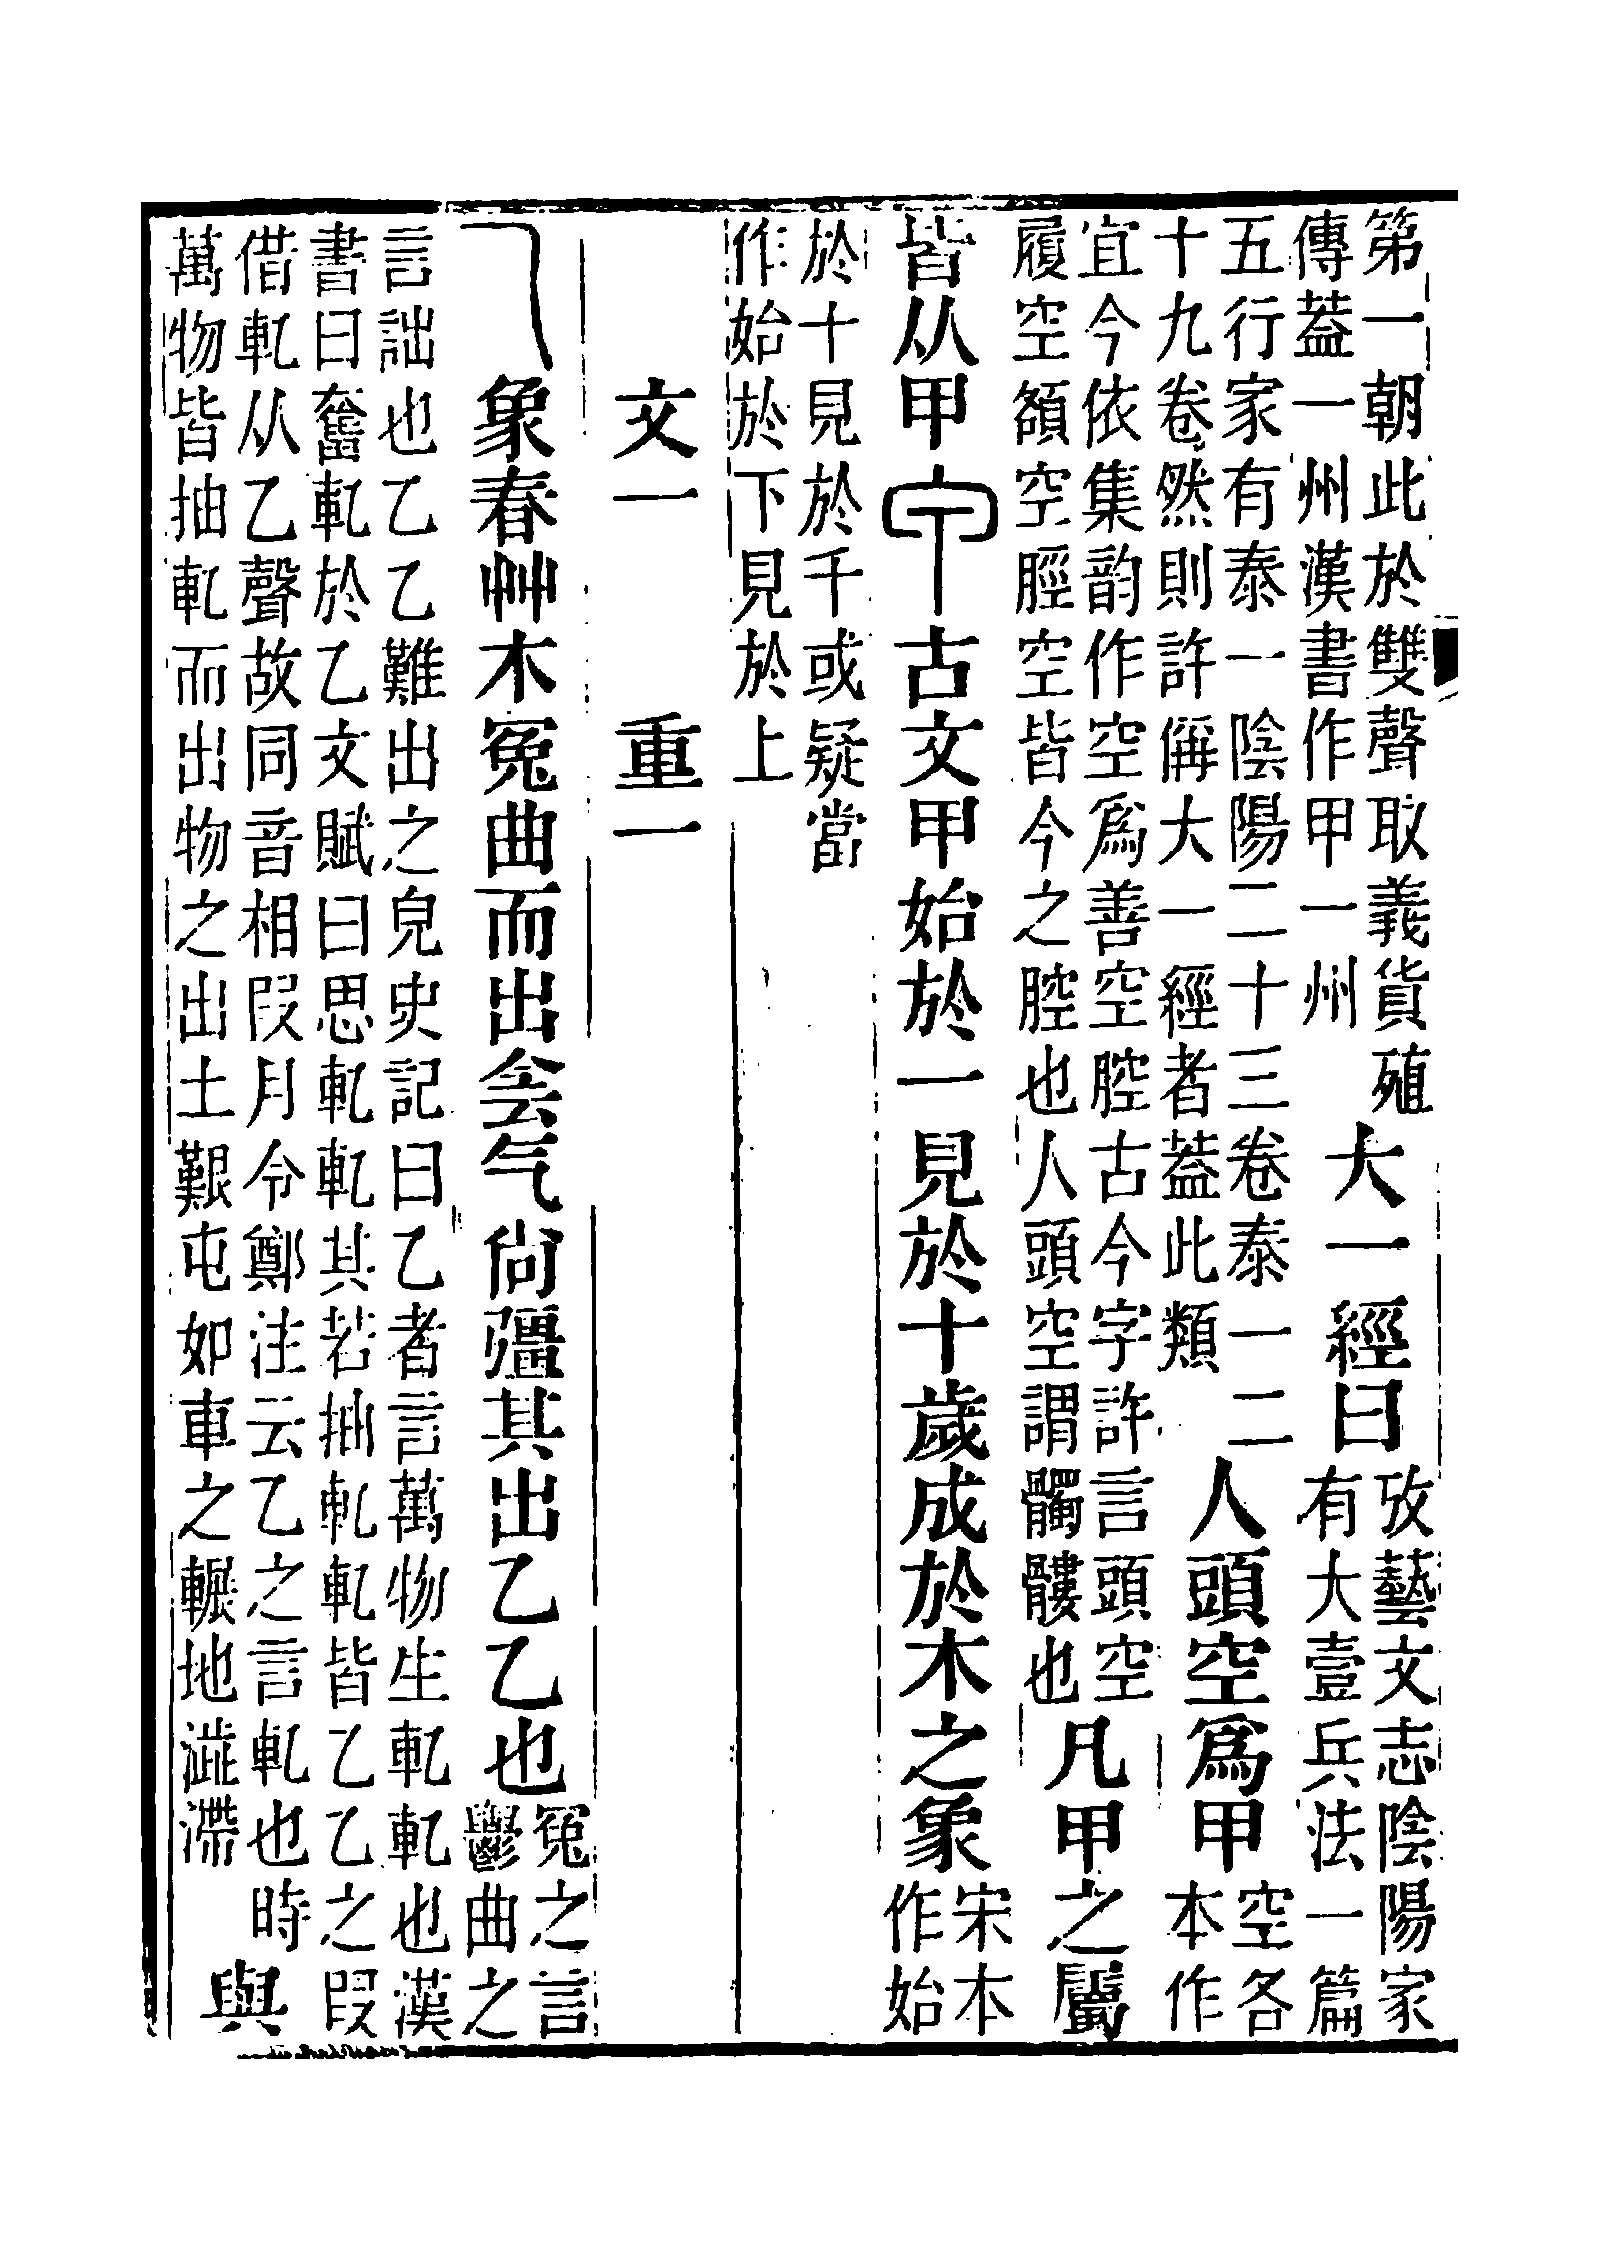 第一朝此於雙聲取義貨殖傳蓋一州漢書作甲一州大一經曰攷藝文志陰陽家有大壹兵法一篇
五行家有泰一陰陽二十三卷泰一二十九卷然則許偁大一經者蓋此類人頭空爲甲空各本作
宜今依集韵作空爲善空腔古今字許言頭空履空頟空脛空皆今之腔也人頭空謂髑髏也凡甲之屬
皆从甲古文甲始於一見於十歲成於木之象宋本作始
於十見於千或疑當作始於下見於上
文一　重一
乙象春艸木冤曲而出侌气尚彊其出乙乙也冤之言鬱曲之
言詘也乙乙難出之皃史記曰乙者言萬物生軋軋也漢書曰奮軋於乙文賦曰思軋軋其若抽軋軋皆乙乙之叚
借軋从乙聲故同音相叚月令鄭注云乙之言軋也時萬物皆抽軋而出物之出土艱屯如車之輾地澁滯與